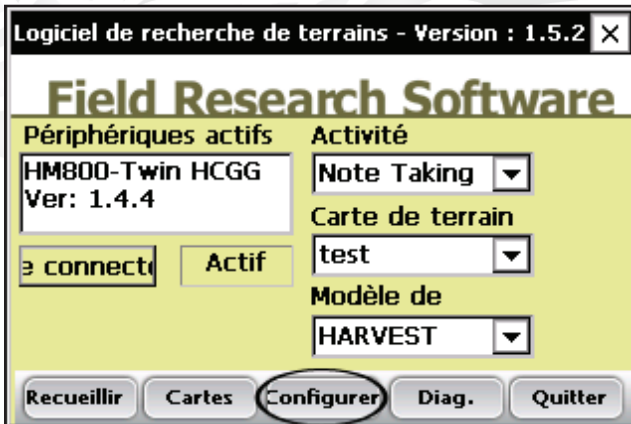 Logiciel de recherche de terrains - Version : 1.5.2
Field Research Software
Périphériques actifs
HM800-Twin HCGG
Ver: 1.4.4
e connecte
Actif
Activité
Note Taking
Carte de terrain
test
Modèle de
HARVEST
Recueillir Cartes Configurer Diag. Quitter